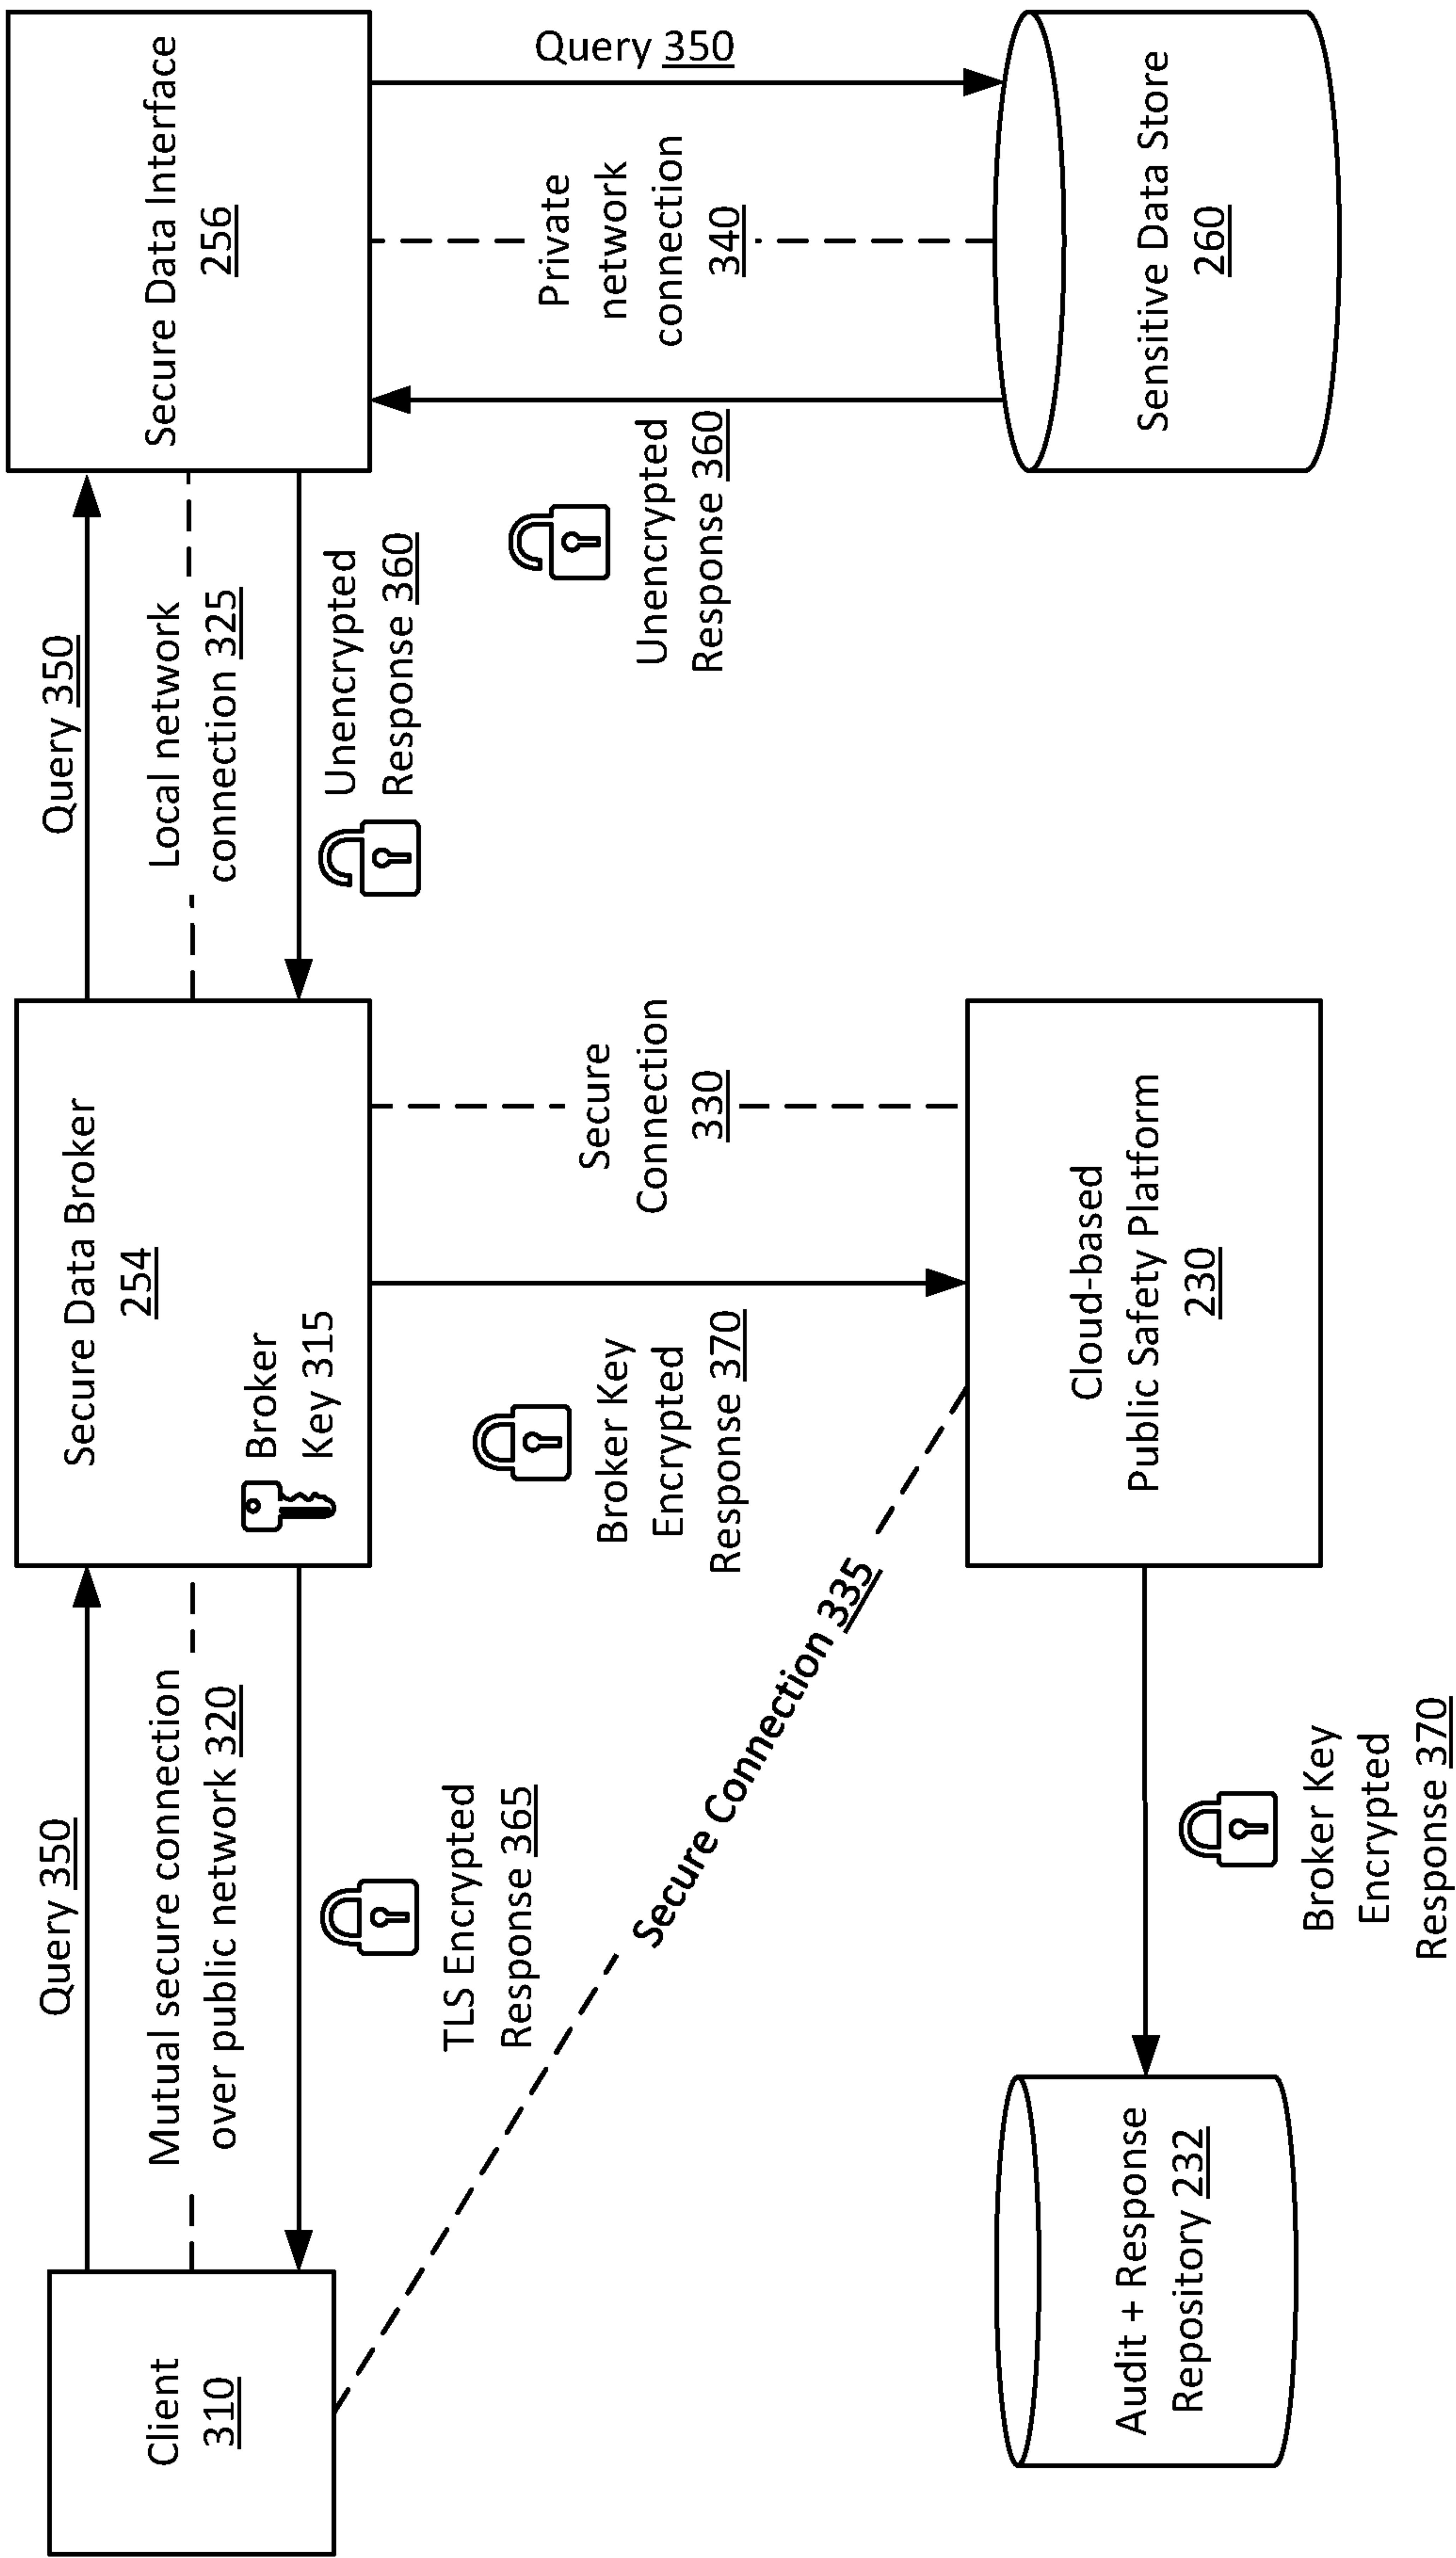 Query 350
Mutual secure connection
over public network 320
Client
310
TLS Encrypted
Response 365
Secure Data Broker
254
Broker
Key 315
Query 350
Local network
connection 325
Unencrypted
Response 360
Secure Data Interface
256
Secure Connection 335
Broker Key
Encrypted
Response 370
Secure
Connection
330
Unencrypted
Response 360
Private
network
connection
340
Query 350
Audit + Response
Repository 232
Broker Key
Encrypted
Response 370
Cloud-based
Public Safety Platform
230
Sensitive Data Store
260